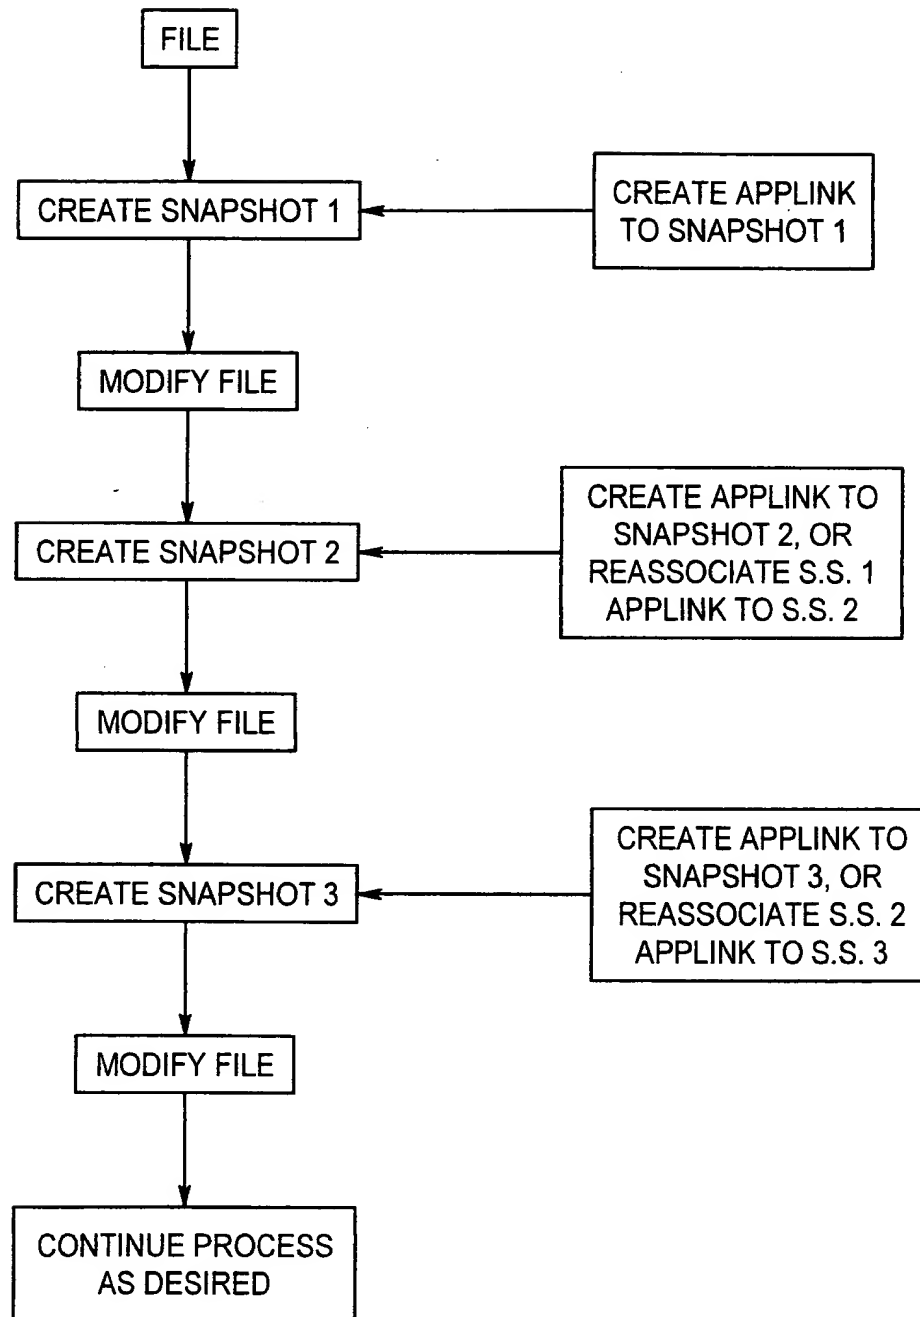 FILE
CREATE SNAPSHOT 1
CREATE APPLINK
TO SNAPSHOT 1
MODIFY FILE
CREATE SNAPSHOT 2
CREATE APPLINK TO
SNAPSHOT 2, OR
REASSOCIATE S.S. 1
APPLINK TO S.S. 2
MODIFY FILE
CREATE SNAPSHOT 3
CREATE APPLINK TO
SNAPSHOT 3, OR
REASSOCIATE S.S. 2
APPLINK TO S.S. 3
MODIFY FILE
CONTINUE PROCESS
AS DESIRED